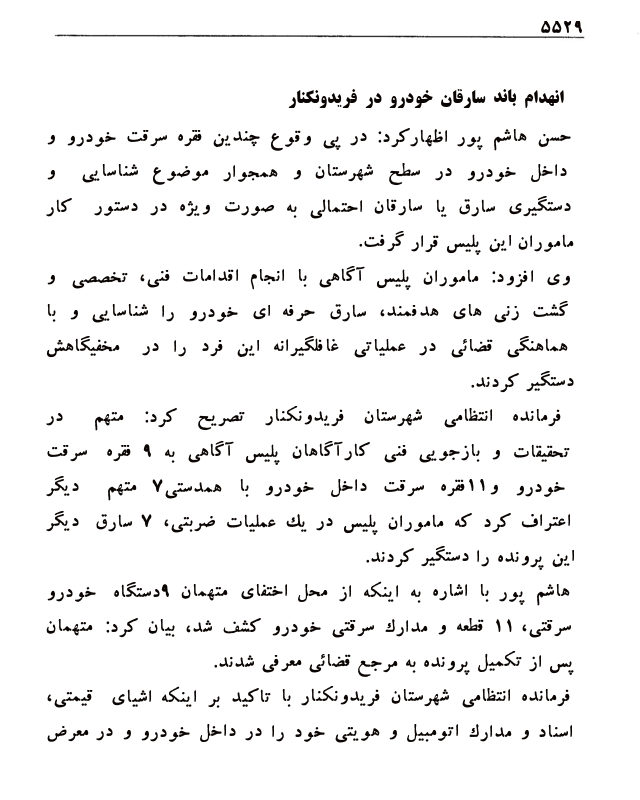 ۵۵۲۹
انهدام باند سارقان خودرو در فریدونکنار
حسن هاشم پور اظهارکرد: در پی وقوع چندین فقره سرقت خودرو و
داخل خودرو در سطح شهرستان و همجوار موضوع شناسایی و
دستگیری سارق یا سارقان احتمالی به صورت ویژه در دستور کار
ماموران این پلیس قرار گرفت.
وی افزود: ماموران پلیس آگاهی با انجام اقدامات فنی، تخصصی و
گشت زنی های هدفمند، سارق حرفه ای خودرو را شناسایی و با
هماهنگی قضائی در عملیاتی غافلگیرانه این فرد را در مخفیگاهش
دستگیر کردند.
فرمانده انتظامی شهرستان فریدونکنار تصریح کرد: متهم در
تحقیقات و بازجویی فنی کارآگاهان پلیس آگاهی به ۹ فقره سرقت
خودرو و۱۱فقره سرقت داخل خودرو با همدستی۷ متهم دیگر
اعتراف کرد که ماموران پلیس در یك عملیات ضربتی، ۷ سارق دیگر
این پرونده را دستگیر کردند.
هاشم پور با اشاره به اینکه از محل اختفای متهمان ۹دستگاه خودرو
سرقتی، ۱۱ قطعه و مدارك سرقتی خودرو کشف شد، بیان کرد: متهمان
پس از تکمیل پرونده به مرجع قضائی معرفی شدند.
فرمانده انتظامی شهرستان فریدونکنار با تاکید بر اینکه اشیای قیمتی،
اسناد و مدارك اتومبیل و هویتی خود را در داخل خودرو و در معرض